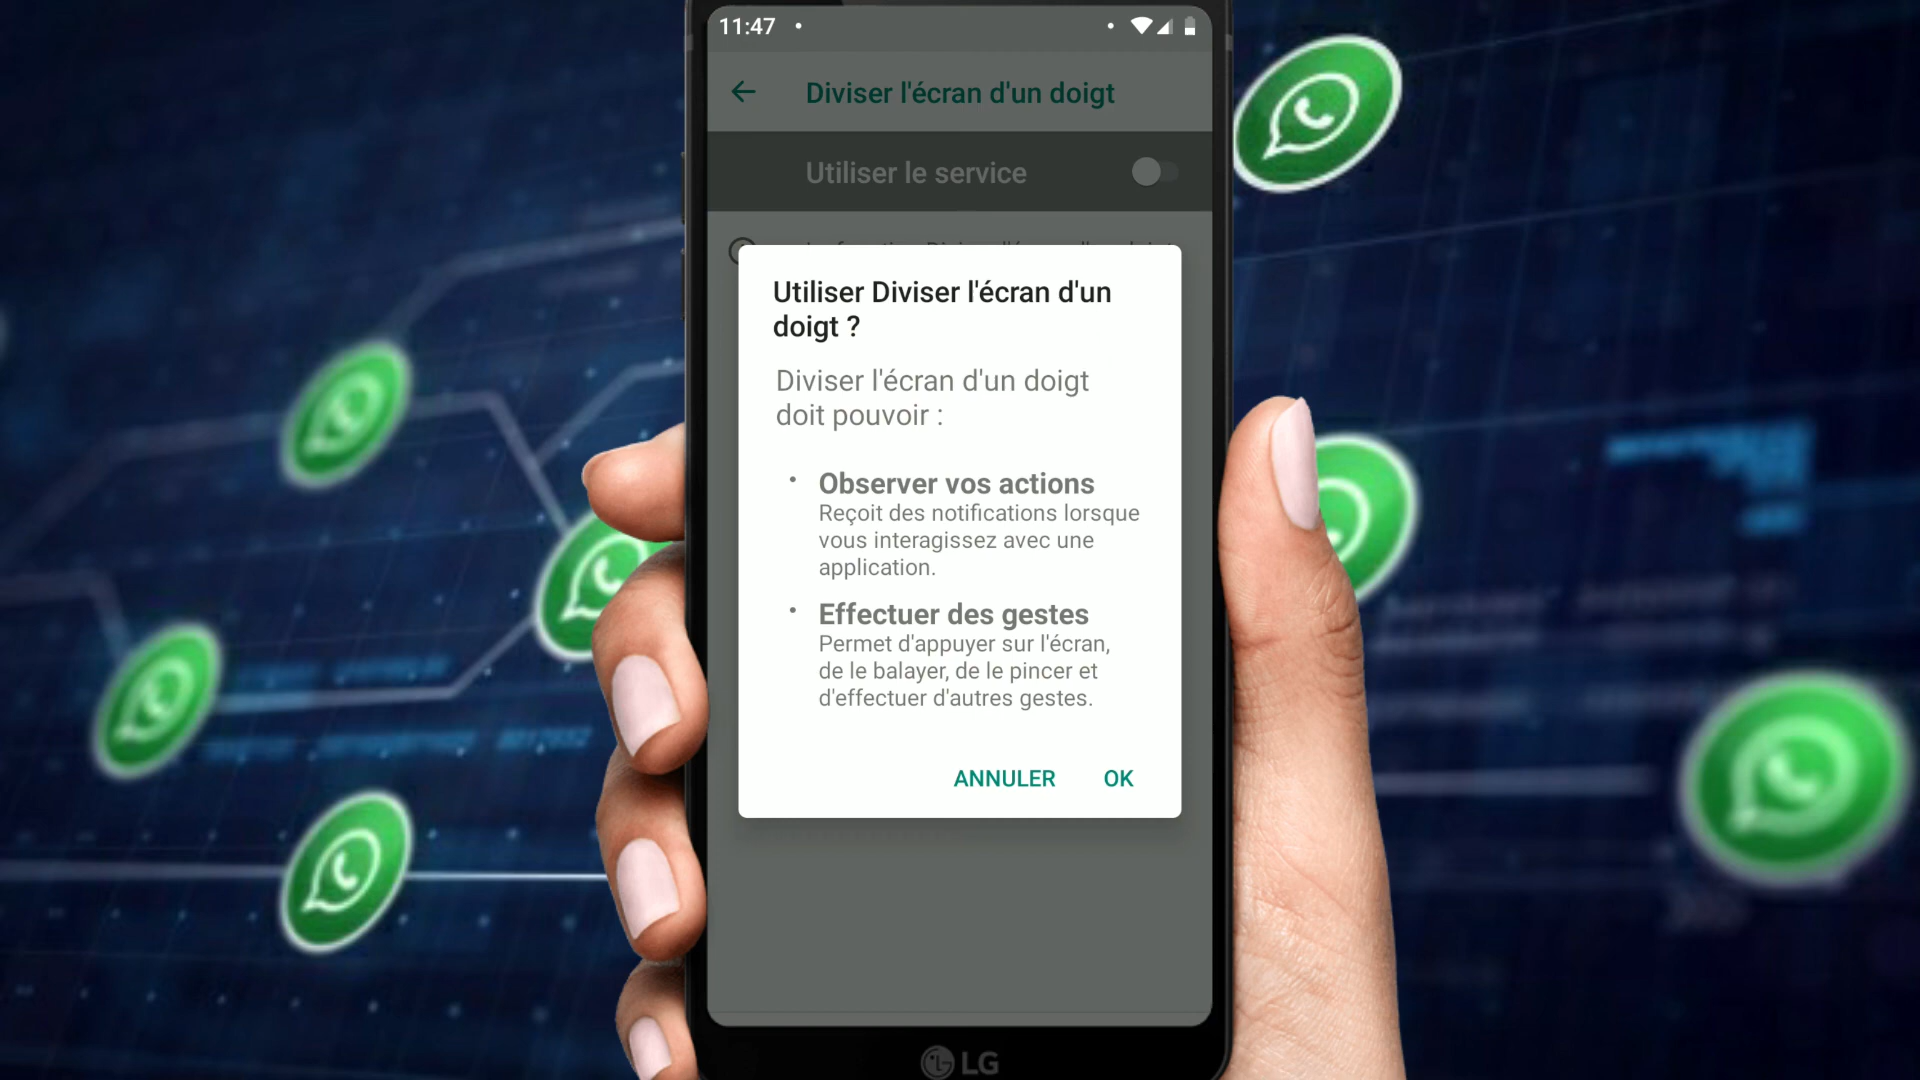 11:47
Diviser l'écran d'un doigt
Utiliser le service
Utiliser Diviser l'écran d'un
doigt ?
Diviser l'écran d'un doigt
doit pouvoir :
• Observer vos actions
Reçoit des notifications lorsque
vous interagissez avec une
application.
• Effectuer des gestes
Permet d'appuyer sur l'écran,
de le balayer, de le pincer et
d'effectuer d'autres gestes.
ANNULER OK
LG